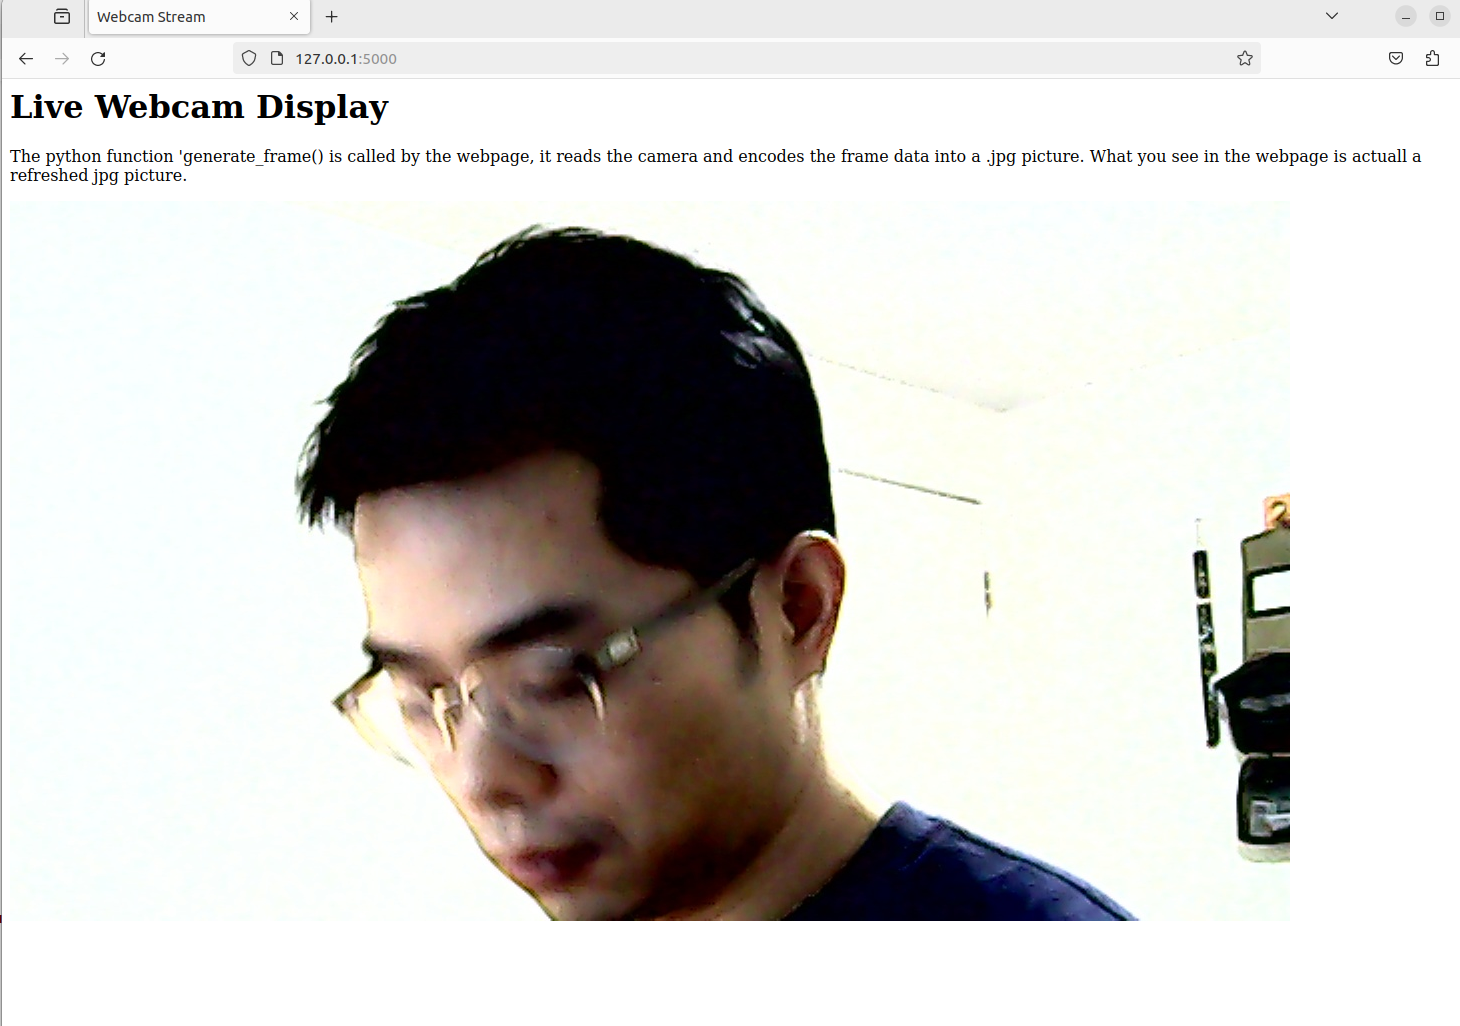 Webcam Stream
127.0.0.1:5000
Live Webcam Display
The python function 'generate_frame() is called by the webpage, it reads the camera and encodes the frame data into a .jpg picture. What you see in the webpage is actuall a
refreshed jpg picture.